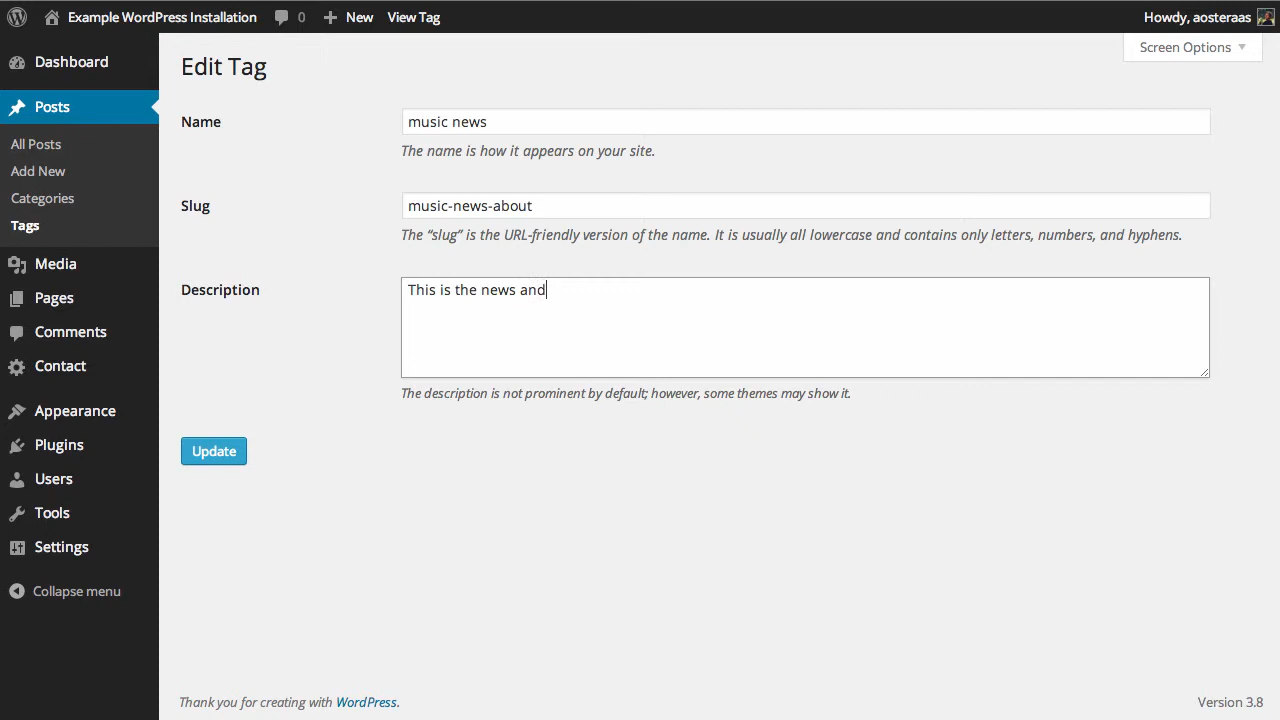 Example WordPress Installation 0 New View Tag Howdy, aosteraas
Screen Options
Dashboard
Posts
All Posts
Add New
Categories
Tags
Media
Pages
Comments
Contact
Appearance
Plugins
Users
Tools
Settings
Collapse menu
Edit Tag
Name music news
The name is how it appears on your site.
Slug music-news-about
The “slug” is the URL-friendly version of the name. It is usually all lowercase and contains only letters, numbers, and hyphens.
Description This is the news and
The description is not prominent by default; however, some themes may show it.
Update
Thank you for creating with WordPress. Version 3.8